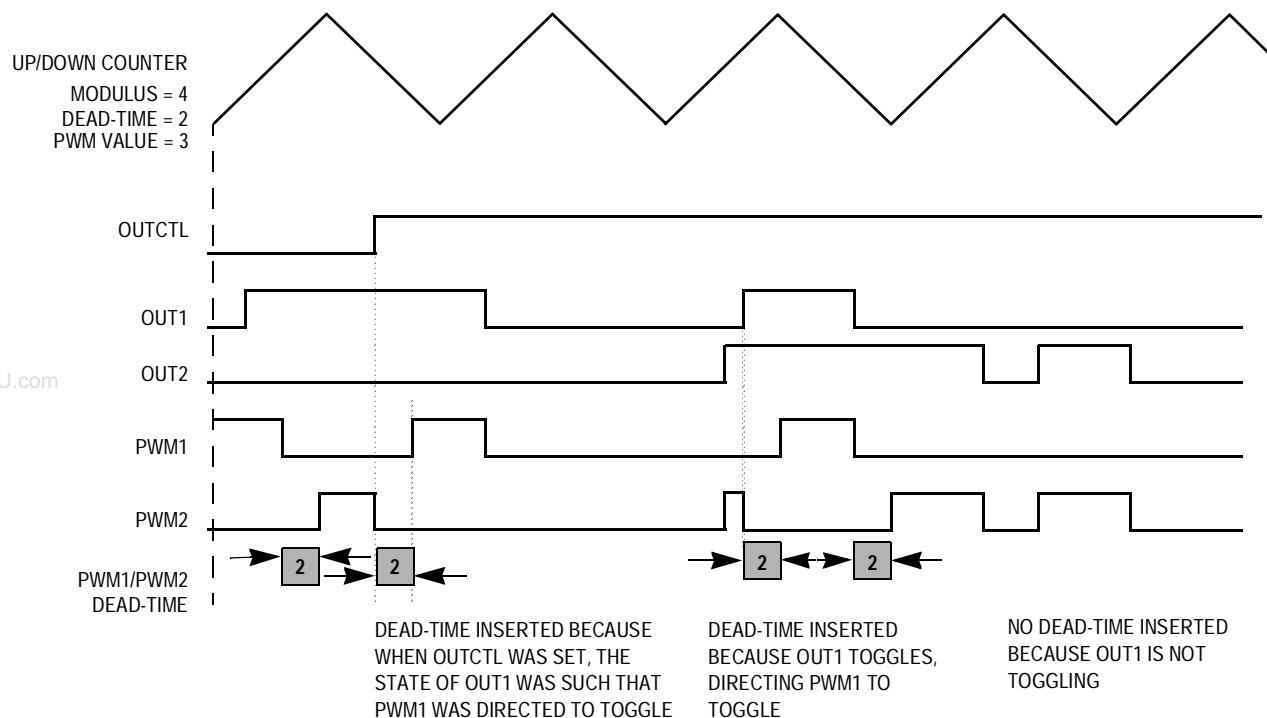 UP/DOWN COUNTER
MODULUS = 4
DEAD-TIME = 2
PWM VALUE = 3
OUTCTL
OUT1
OUT2
U.com
PWM1
PWM2
PWM1/PWM2
DEAD-TIME
2
2
2
2
DEAD-TIME INSERTED BECAUSE
WHEN OUTCTL WAS SET, THE
STATE OF OUT1 WAS SUCH THAT
PWM1 WAS DIRECTED TO TOGGLE
DEAD-TIME INSERTED
BECAUSE OUT1 TOGGLES,
DIRECTING PWM1 TO
TOGGLE
NO DEAD-TIME INSERTED
BECAUSE OUT1 IS NOT
TOGGLING